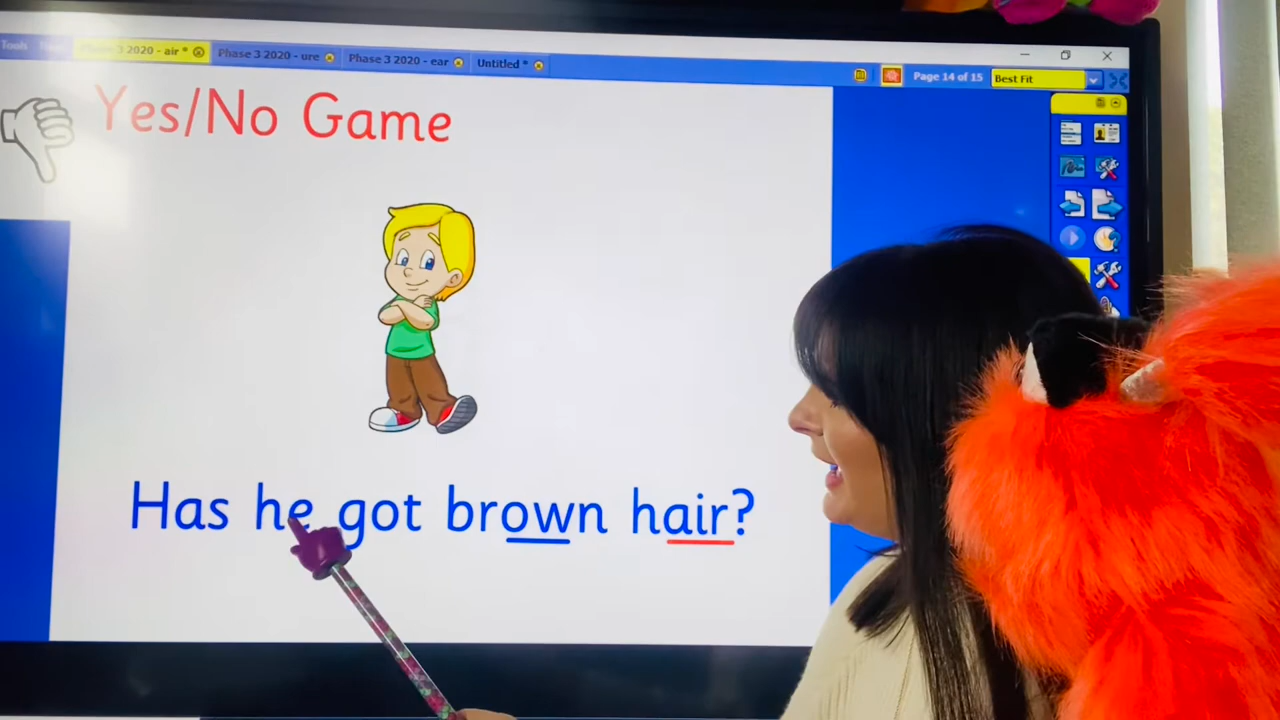 Tools
Phase 3 2020 - air *
Phase 3 2020 - ure
Phase 3 2020 - ear
Untitled *
Page 14 of 15
Best Fit
Yes/No Game
Has he got brown hair?